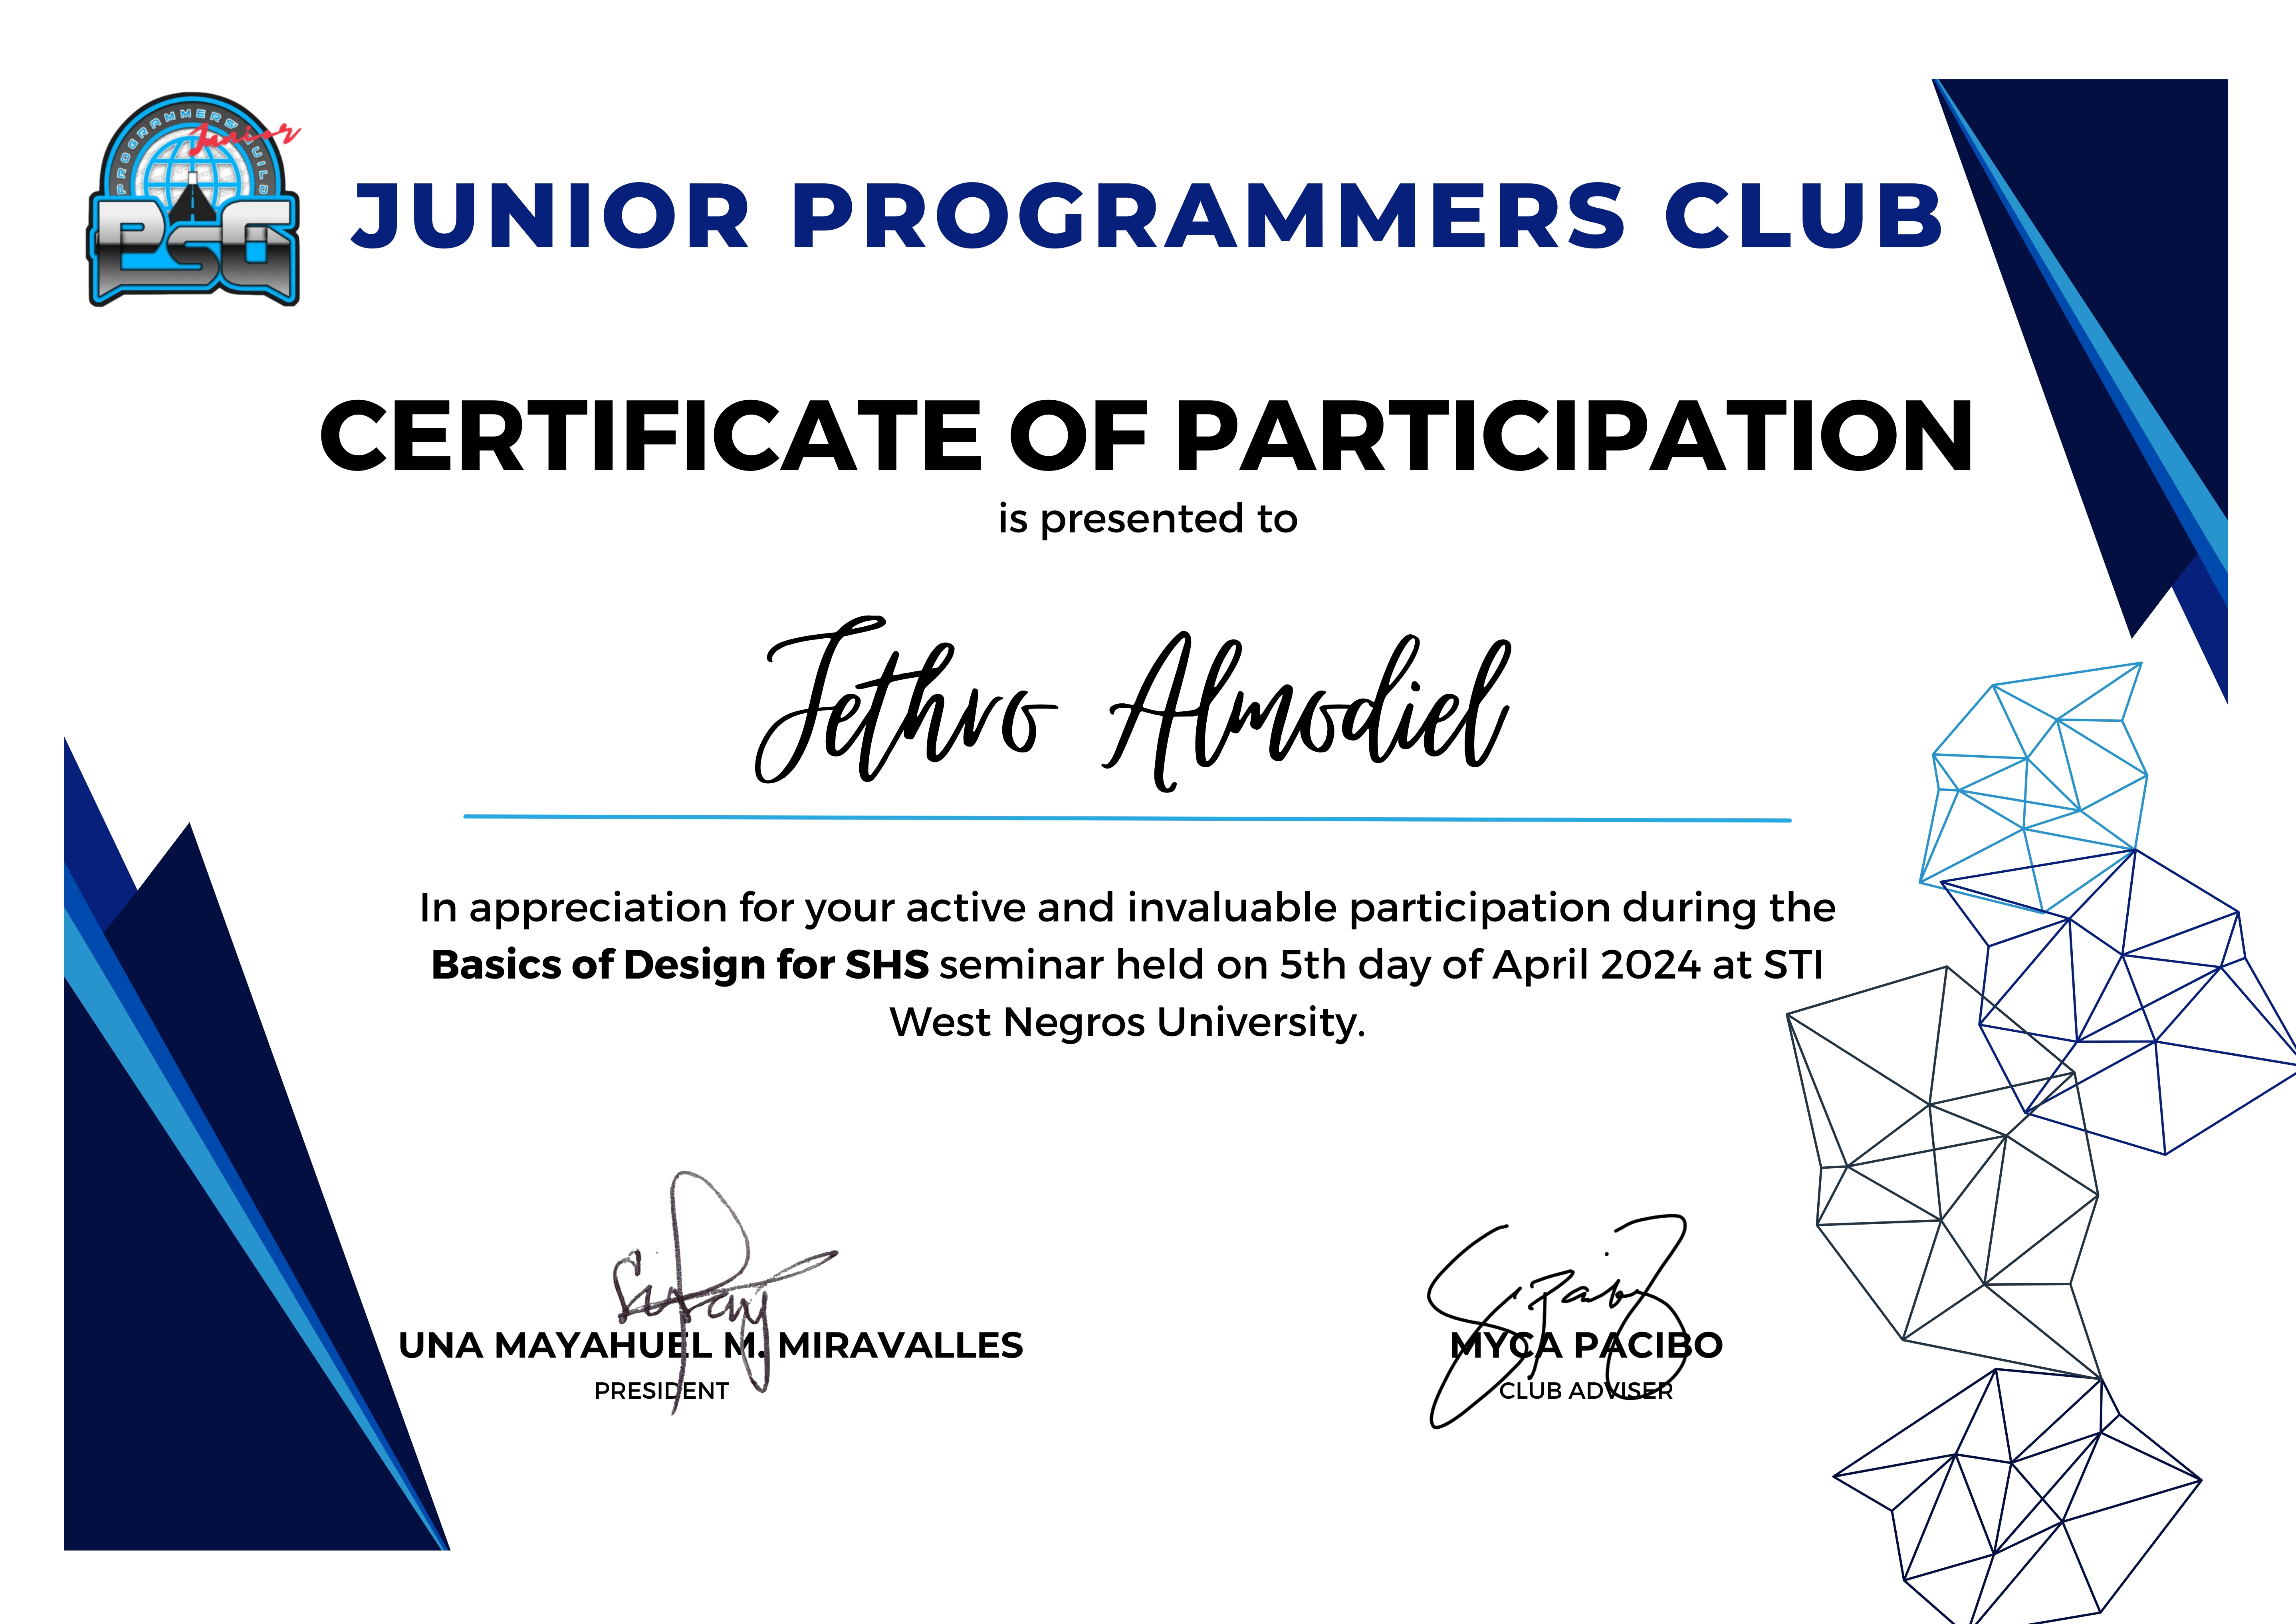 PROGRAMMERS' GUILD
Junior
PSG
JUNIOR PROGRAMMERS CLUB
CERTIFICATE OF PARTICIPATION
is presented to
Jethro Almodiel
In appreciation for your active and invaluable participation during the
Basics of Design for SHS seminar held on 5th day of April 2024 at STI
West Negros University.
UNA MAYAHUEL M. MIRAVALLES
PRESIDENT
MYCA PACIBO
CLUB ADVISER